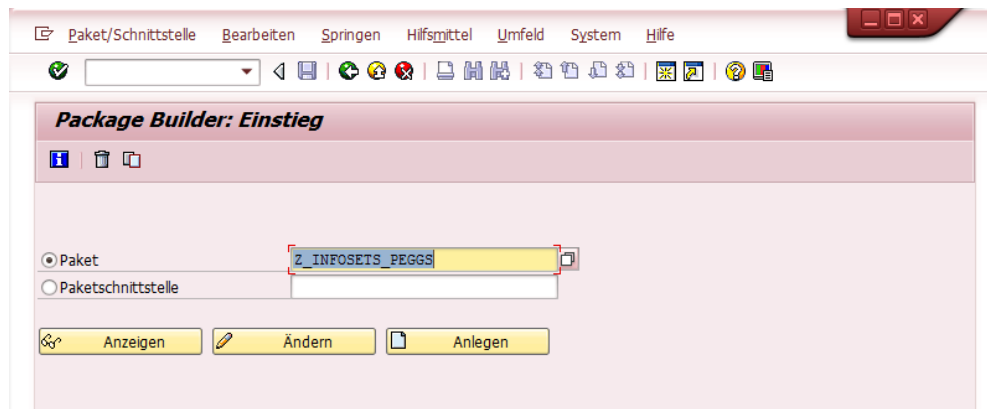 Paket/Schnittstelle Bearbeiten Springen Hilfsmittel Umfeld System Hilfe
Package Builder: Einstieg
Paket Z_INFOSETS_PEGGS
Paketschnittstelle
Anzeigen Ändern Anlegen